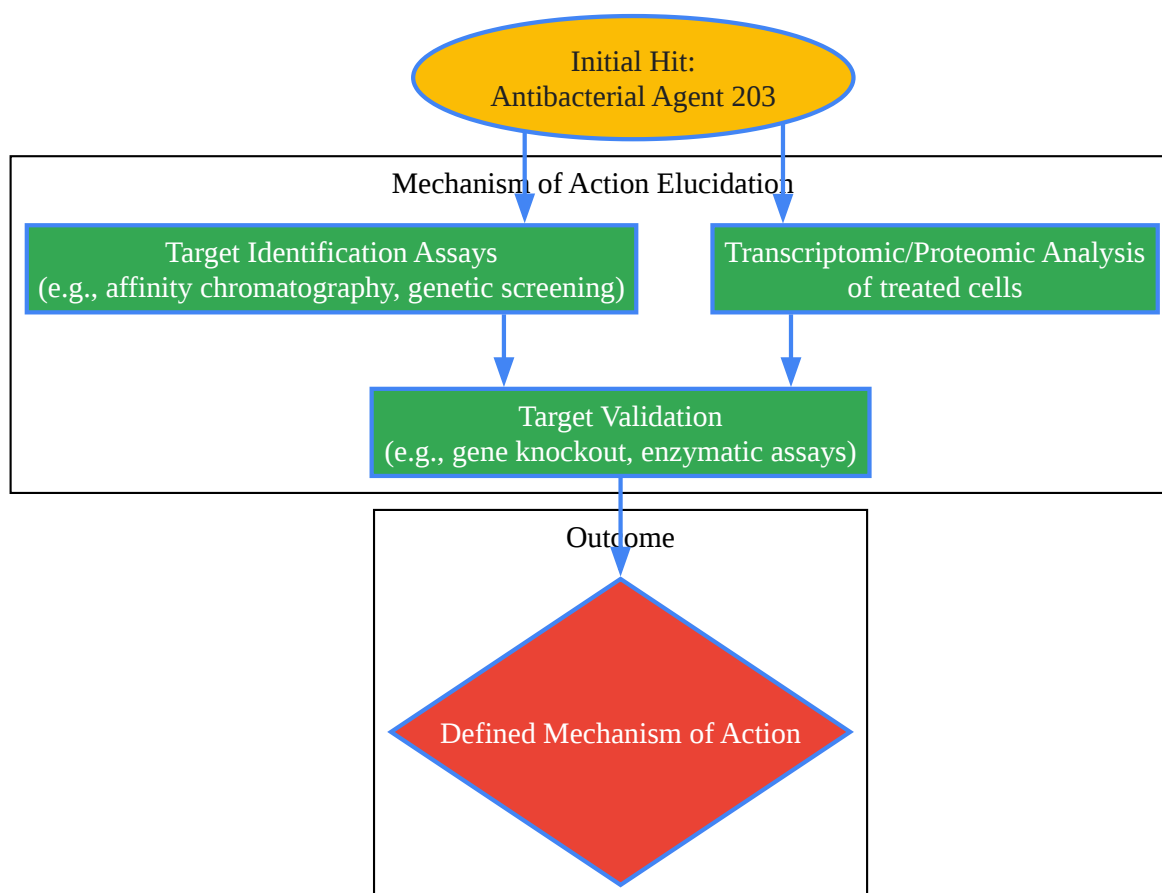 Initial Hit:
Antibacterial Agent 203
Mechanism of Action Elucidation
Target Identification Assays
(e.g., affinity chromatography, genetic screening)
Transcriptomic/Proteomic Analysis
of treated cells
Target Validation
(e.g., gene knockout, enzymatic assays)
Outcome
Defined Mechanism of Action